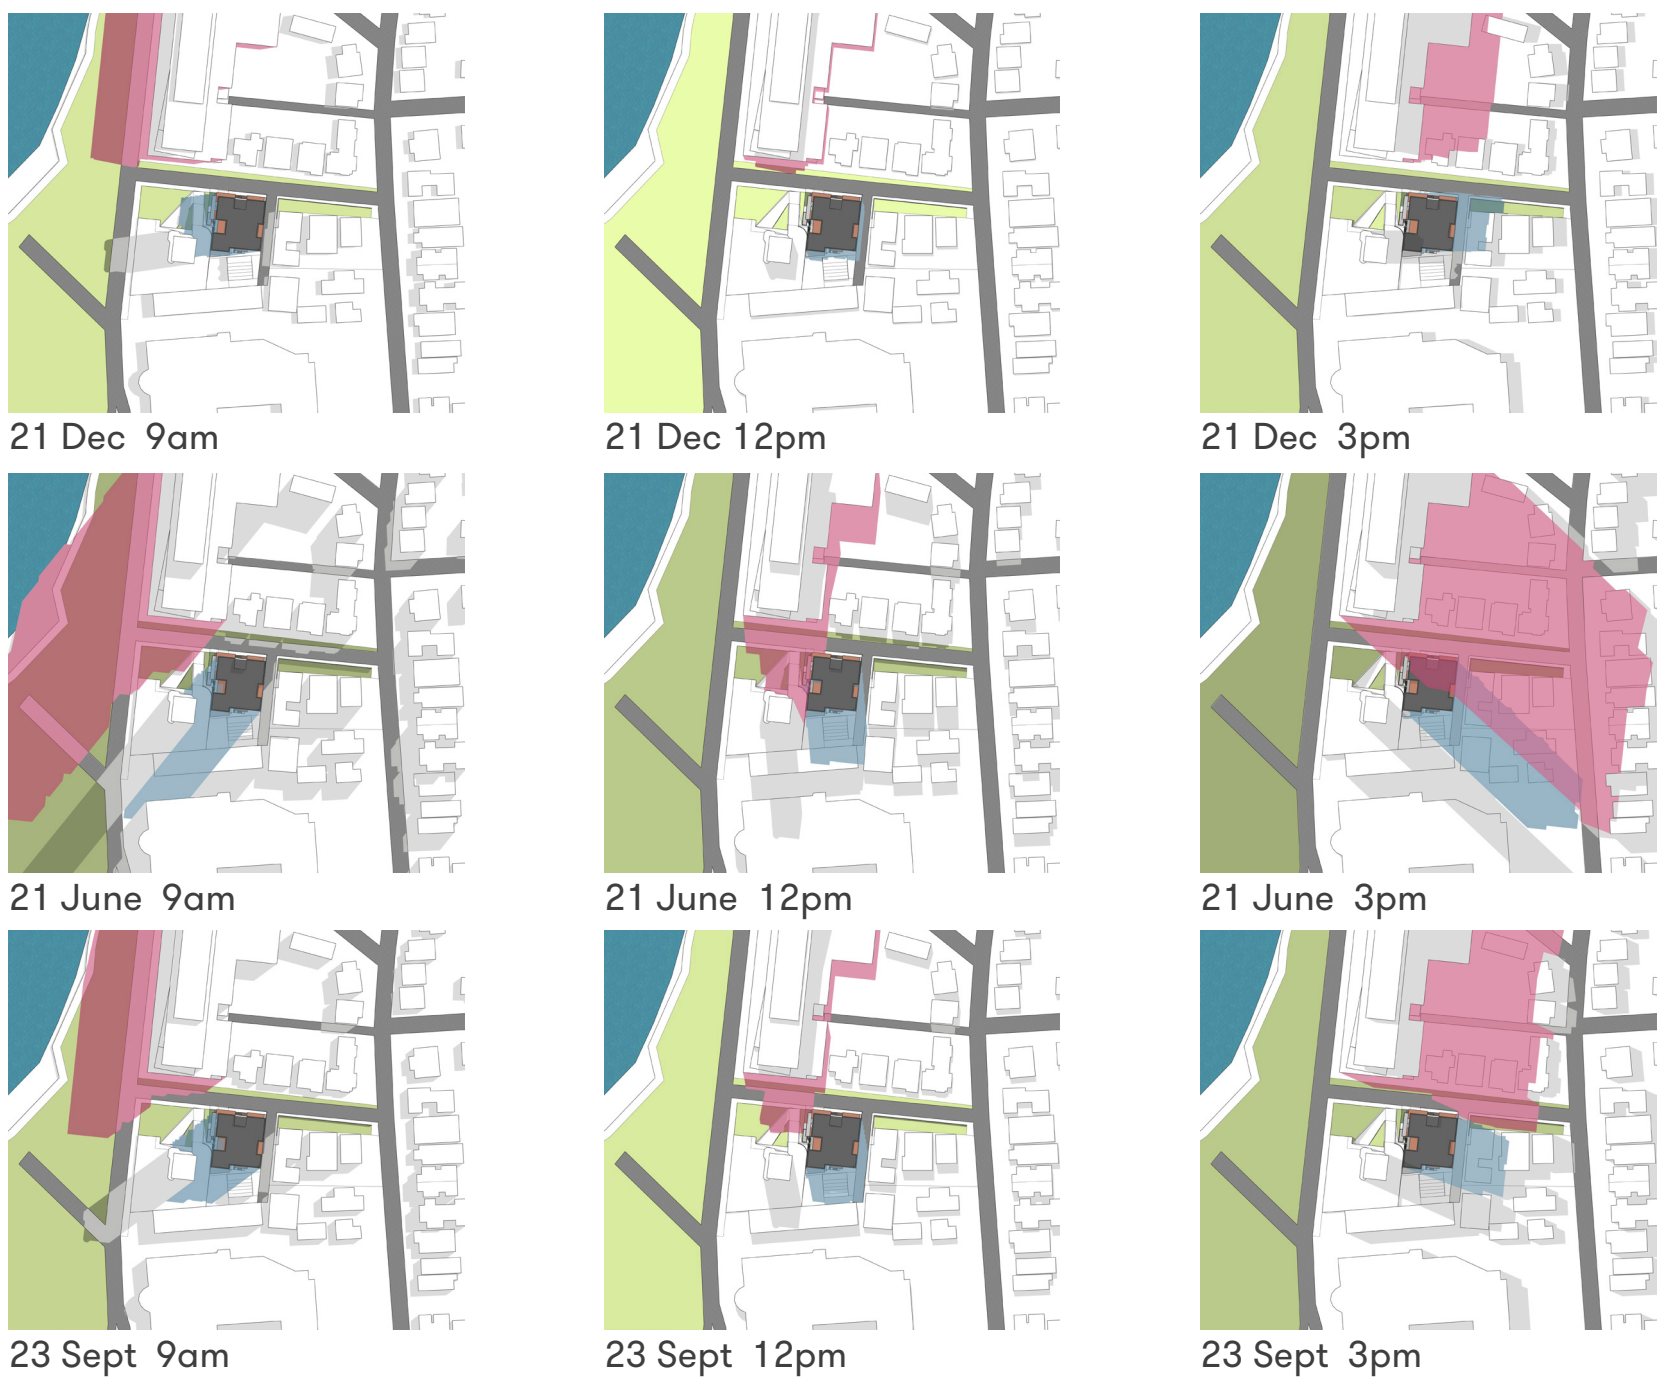 21 Dec 9am
21 Dec 12pm
21 Dec 3pm
21 June 9am
21 June 12pm
21 June 3pm
23 Sept 9am
23 Sept 12pm
23 Sept 3pm